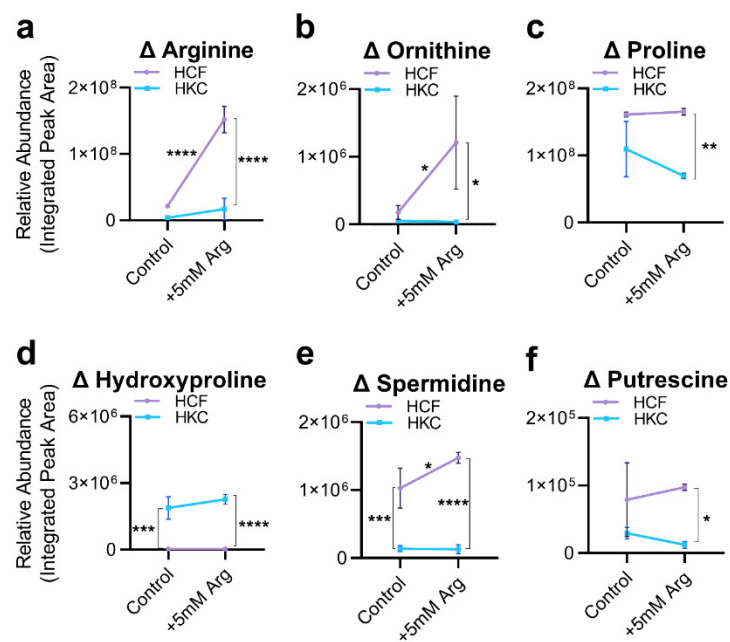 a
Δ Arginine
HCF
HKC
Relative Abundance
(Integrated Peak Area)
2×10⁸
1×10⁸
0
****
****
Control
+5mM Arg
b
Δ Ornithine
HCF
HKC
2×10⁶
1×10⁶
0
*
*
Control
+5mM Arg
c
Δ Proline
HCF
HKC
2×10⁸
1×10⁸
0
**
Control
+5mM Arg
d
Δ Hydroxyproline
HCF
HKC
Relative Abundance
(Integrated Peak Area)
6×10⁶
3×10⁶
0
***
****
Control
+5mM Arg
e
Δ Spermidine
HCF
HKC
2×10⁶
1×10⁶
0
*
***
****
Control
+5mM Arg
f
Δ Putrescine
HCF
HKC
2×10⁵
1×10⁵
0
*
Control
+5mM Arg